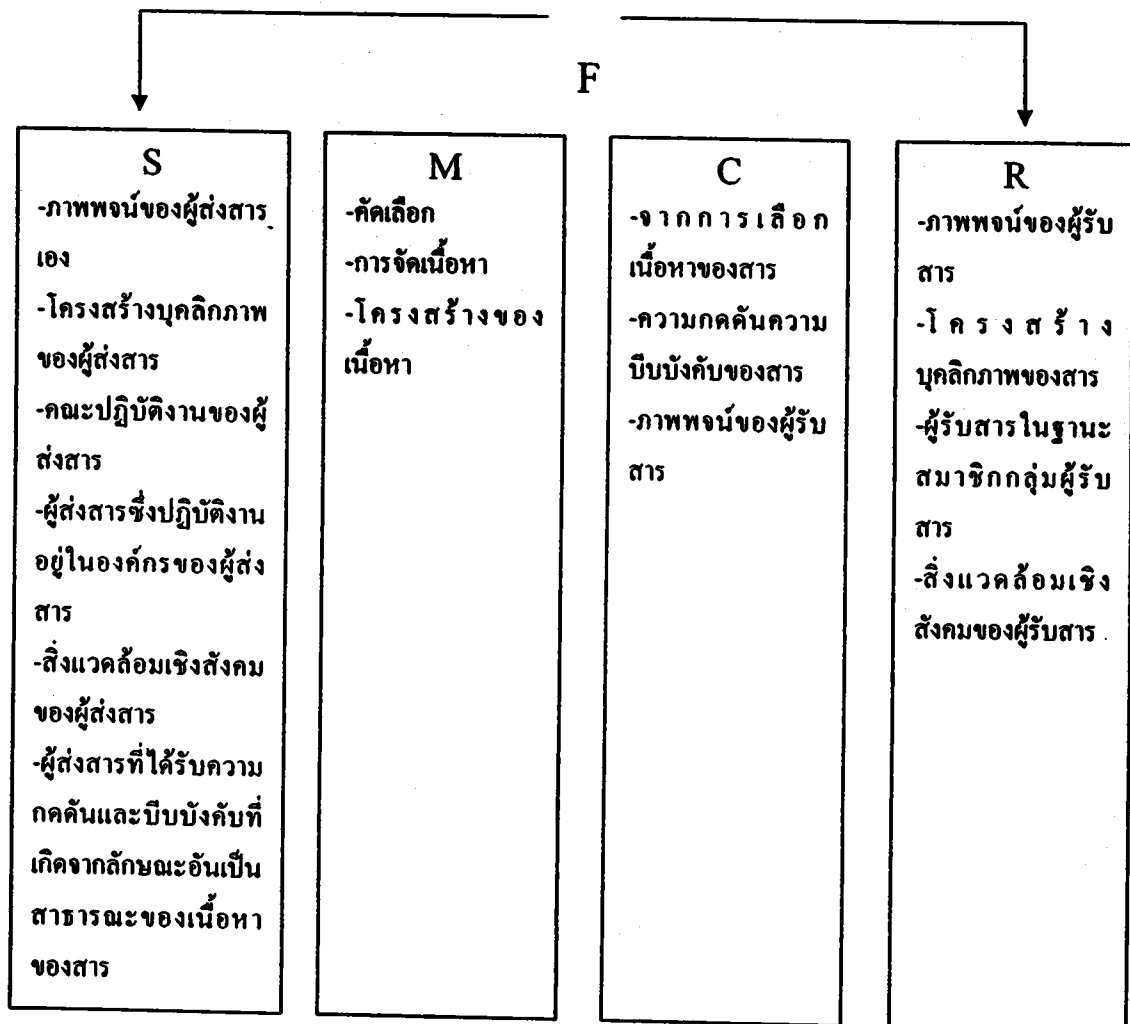 F
S
-ภาพพจน์ของผู้ส่งสาร
เอง
-โครงสร้างบุคลิกภาพ
ของผู้ส่งสาร
-คณะปฏิบัติงานของผู้
ส่งสาร
-ผู้ส่งสารซึ่งปฏิบัติงาน
อยู่ในองค์กรของผู้ส่ง
สาร
-สิ่งแวดล้อมเชิงสังคม
ของผู้ส่งสาร
-ผู้ส่งสารที่ได้รับความ
กดดันและบีบบังคับที่
เกิดจากลักษณะอันเป็น
สาธารณะของเนื้อหา
ของสาร
M
-คัดเลือก
-การจัดเนื้อหา
-โครงสร้างของ
เนื้อหา
C
-จากการเลือก
เนื้อหาของสาร
-ความกดดันความ
บีบบังคับของสาร
-ภาพพจน์ของผู้รับ
สาร
R
-ภาพพจน์ของผู้รับ
สาร
-โครงสร้าง
บุคลิกภาพของสาร
-ผู้รับสารในฐานะ
สมาชิกกลุ่มผู้รับ
สาร
-สิ่งแวดล้อมเชิง
สังคมของผู้รับสาร